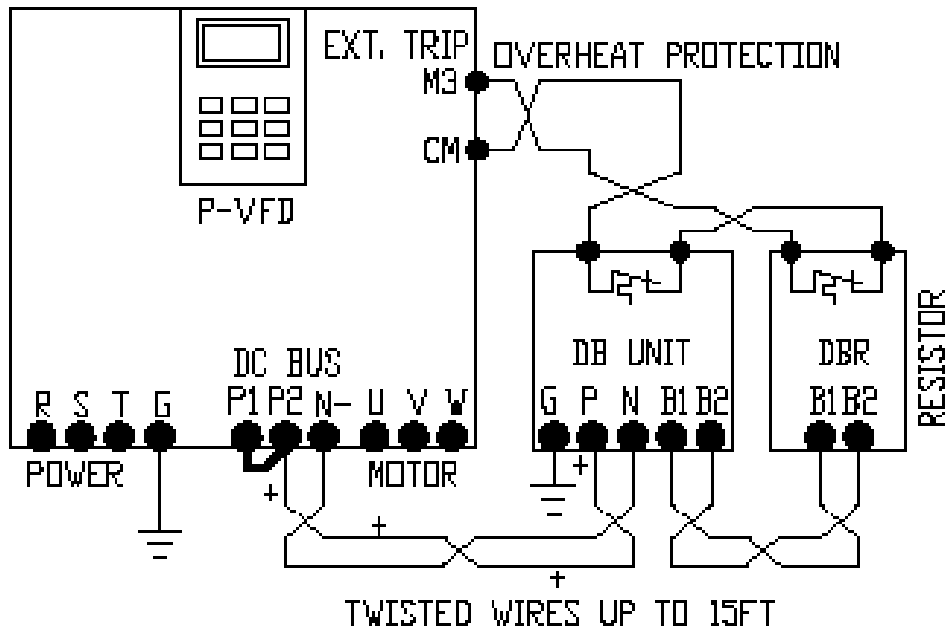 EXT. TRIP
OVERHEAT PROTECTION
M3
CM
P-VFD
DC BUS
DB UNIT
DBR
RESISTOR
R S T G P1 P2 N- U V W
G P N B1 B2
B1 B2
POWER
MOTOR
+
+
+
+
TWISTED WIRES UP TO 15FT